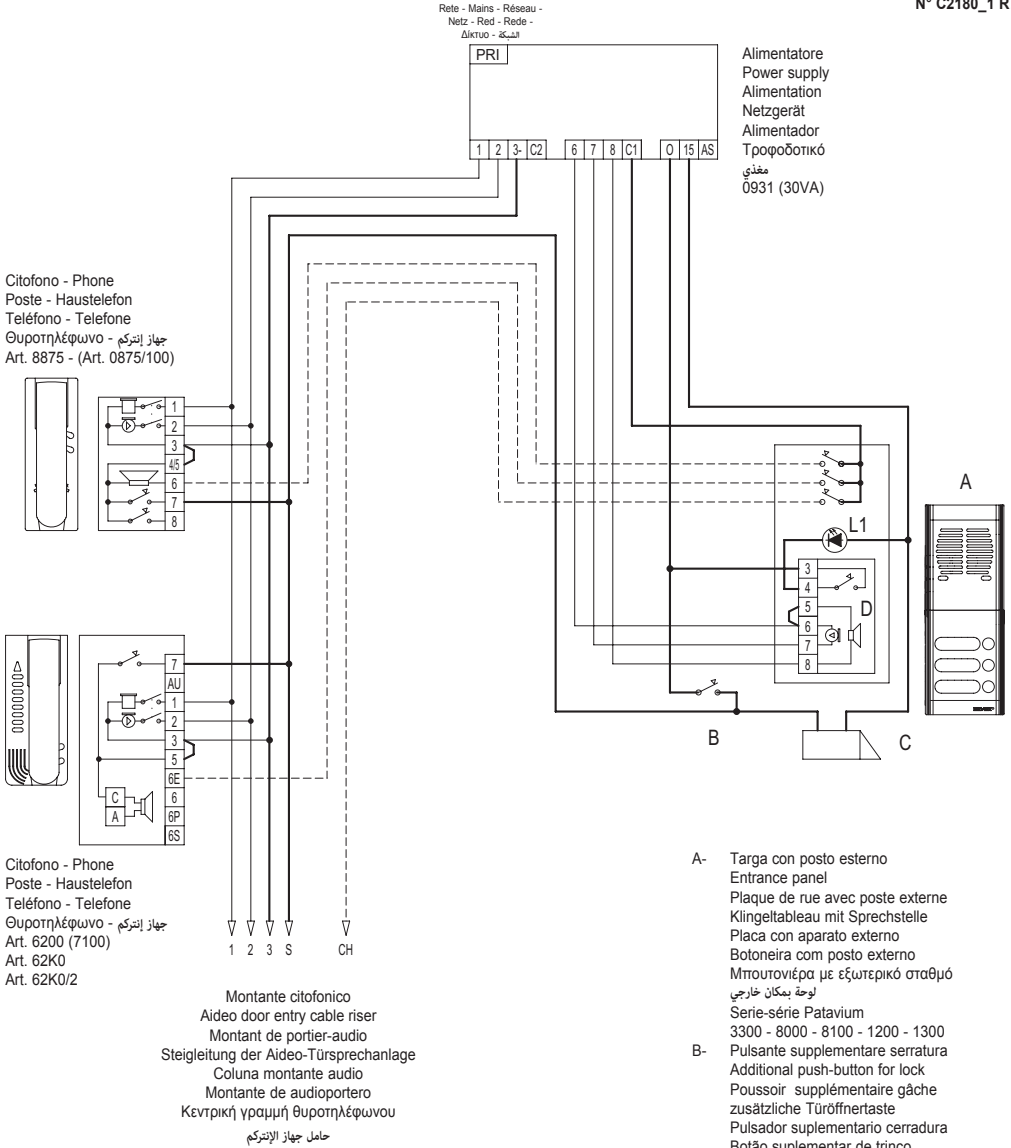 N° C2180_1 R
Rete - Mains - Réseau -
Netz - Red - Rede -
Δίκτυο - الشبكة
PRI
Alimentatore
Power supply
Alimentation
Netzgerät
Alimentador
Τροφοδοτικό
مغذي
0931 (30VA)
1 2 3- C2 6 7 8 C1 O 15 AS
Citofono - Phone
Poste - Haustelefon
Teléfono - Telefone
Θυροτηλέφωνο - جهاز إنتركم
Art. 8875 - (Art. 0875/100)
1
2
3
4/5
6
7
8
A
L1
3
4
5
6
7
8
D
B
C
7
AU
1
2
3
5
6E
6
6P
6S
C
A
Citofono - Phone
Poste - Haustelefon
Teléfono - Telefone
Θυροτηλέφωνο - جهاز إنتركم
Art. 6200 (7100)
Art. 62K0
Art. 62K0/2
1 2 3 S CH
Montante citofonico
Aideo door entry cable riser
Montant de portier-audio
Steigleitung der Aideo-Türsprechanlage
Coluna montante audio
Montante de audioportero
Κεντρική γραμμή θυροτηλέφωνου
حامل جهاز الإنتركم
A- Targa con posto esterno
Entrance panel
Plaque de rue avec poste externe
Klingeltableau mit Sprechstelle
Placa con aparato externo
Botoneira com posto externo
Μπουτονιέρα με εξωτερικό σταθμό
لوحة بمكان خارجي
Serie-série Patavium
3300 - 8000 - 8100 - 1200 - 1300
B- Pulsante supplementare serratura
Additional push-button for lock
Poussoir supplémentaire gâche
zusätzliche Türöffnertaste
Pulsador suplementario cerradura
Botão suplementar de trinco